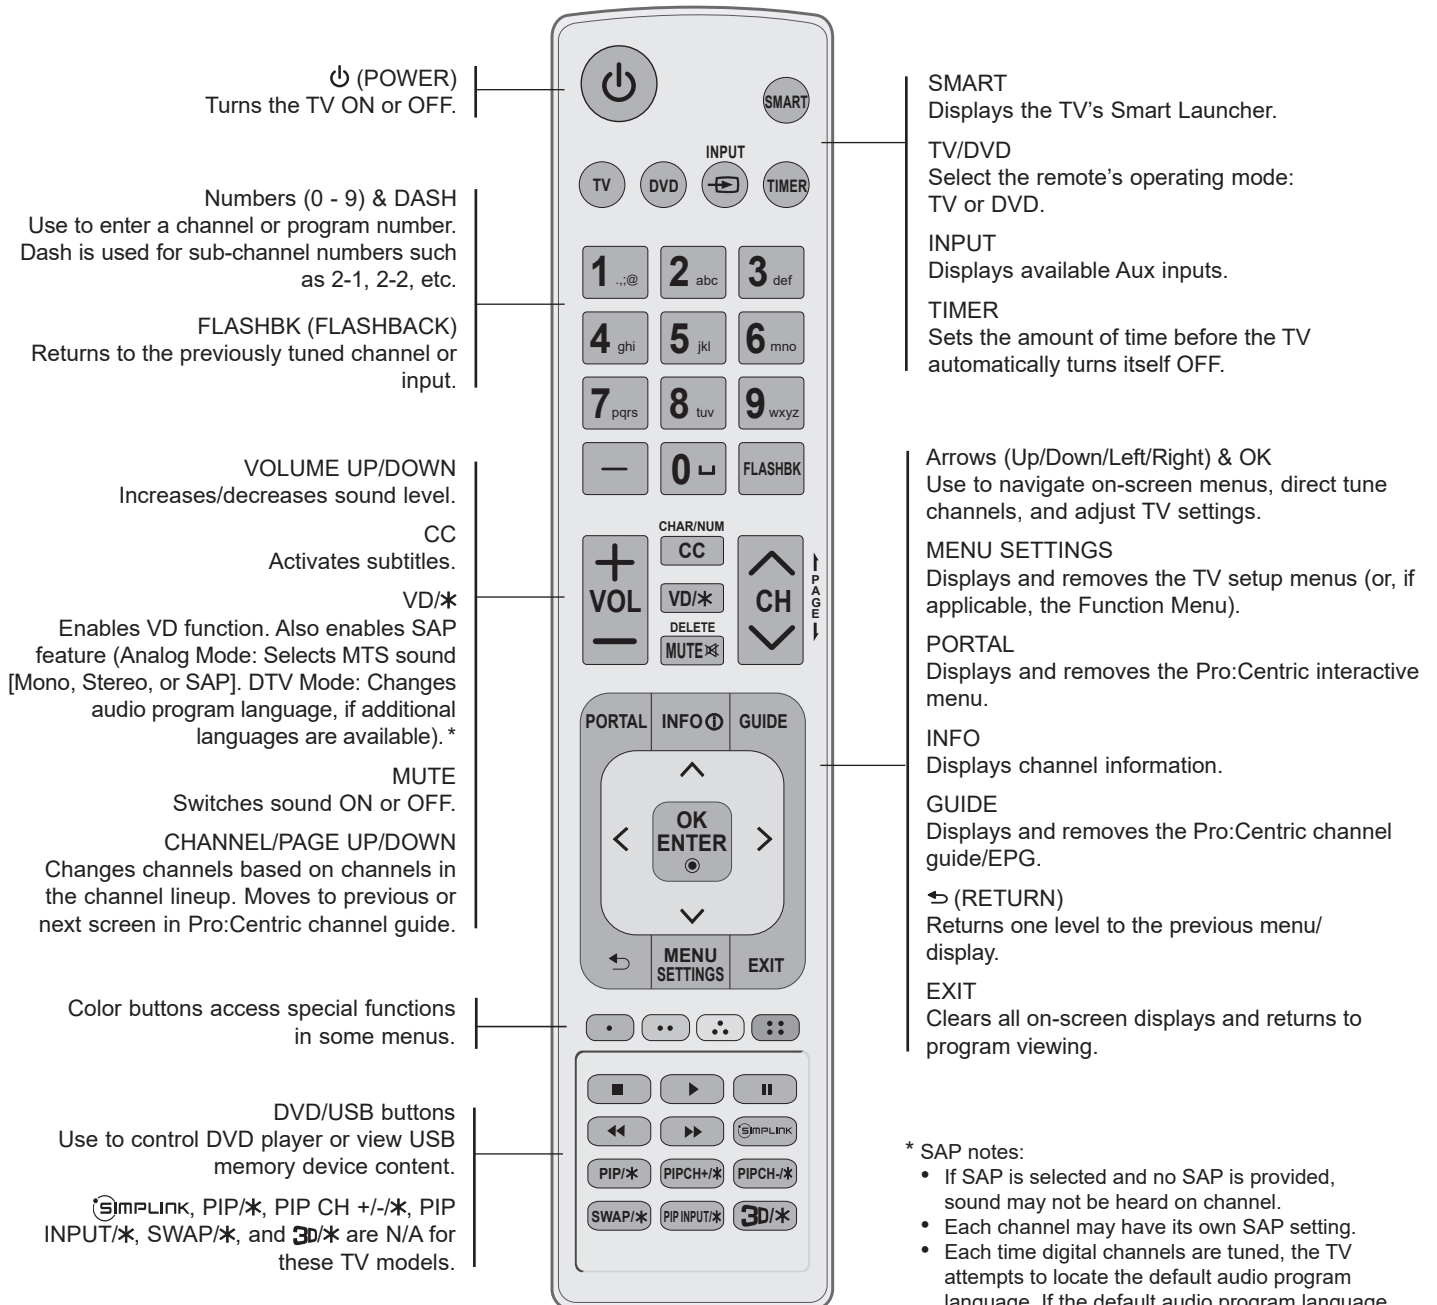 (POWER)
Turns the TV ON or OFF.
Numbers (0 - 9) & DASH
Use to enter a channel or program number.
Dash is used for sub-channel numbers such
as 2-1, 2-2, etc.
FLASHBK (FLASHBACK)
Returns to the previously tuned channel or
input.
VOLUME UP/DOWN
Increases/decreases sound level.
CC
Activates subtitles.
VD/*
Enables VD function. Also enables SAP
feature (Analog Mode: Selects MTS sound
[Mono, Stereo, or SAP]. DTV Mode: Changes
audio program language, if additional
languages are available). *
MUTE
Switches sound ON or OFF.
CHANNEL/PAGE UP/DOWN
Changes channels based on channels in
the channel lineup. Moves to previous or
next screen in Pro:Centric channel guide.
Color buttons access special functions
in some menus.
DVD/USB buttons
Use to control DVD player or view USB
memory device content.
SIMPLINK, PIP/*, PIP CH +/-/*, PIP
INPUT/*, SWAP/*, and 3D/* are N/A for
these TV models.
SMART
INPUT
TV DVD TIMER
1 .,;@ 2 abc 3 def
4 ghi 5 jkl 6 mno
7 pqrs 8 tuv 9 wxyz
— 0 FLASHBK
CHAR/NUM
CC
+ VOL — VD/* CH PAGE
DELETE
MUTE
PORTAL INFO GUIDE
OK
ENTER
MENU
SETTINGS EXIT
SIMPLINK
PIP/* PIPCH+/* PIPCH-/*
SWAP/* PIP INPUT/* 3D/*
SMART
Displays the TV's Smart Launcher.
TV/DVD
Select the remote's operating mode:
TV or DVD.
INPUT
Displays available Aux inputs.
TIMER
Sets the amount of time before the TV
automatically turns itself OFF.
Arrows (Up/Down/Left/Right) & OK
Use to navigate on-screen menus, direct tune
channels, and adjust TV settings.
MENU SETTINGS
Displays and removes the TV setup menus (or, if
applicable, the Function Menu).
PORTAL
Displays and removes the Pro:Centric interactive
menu.
INFO
Displays channel information.
GUIDE
Displays and removes the Pro:Centric channel
guide/EPG.
(RETURN)
Returns one level to the previous menu/
display.
EXIT
Clears all on-screen displays and returns to
program viewing.
* SAP notes:
• If SAP is selected and no SAP is provided,
sound may not be heard on channel.
• Each channel may have its own SAP setting.
• Each time digital channels are tuned, the TV
attempts to locate the default audio program
language. If the default audio program language